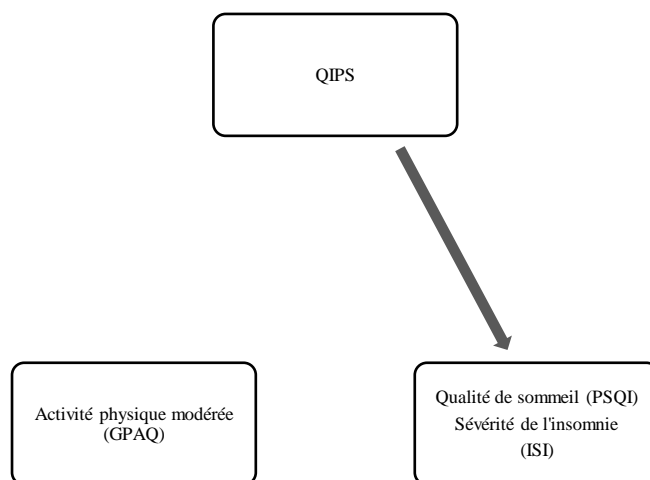 QIPS
Activité physique modérée
(GPAQ)
Qualité de sommeil (PSQI)
Sévérité de l'insomnie
(ISI)